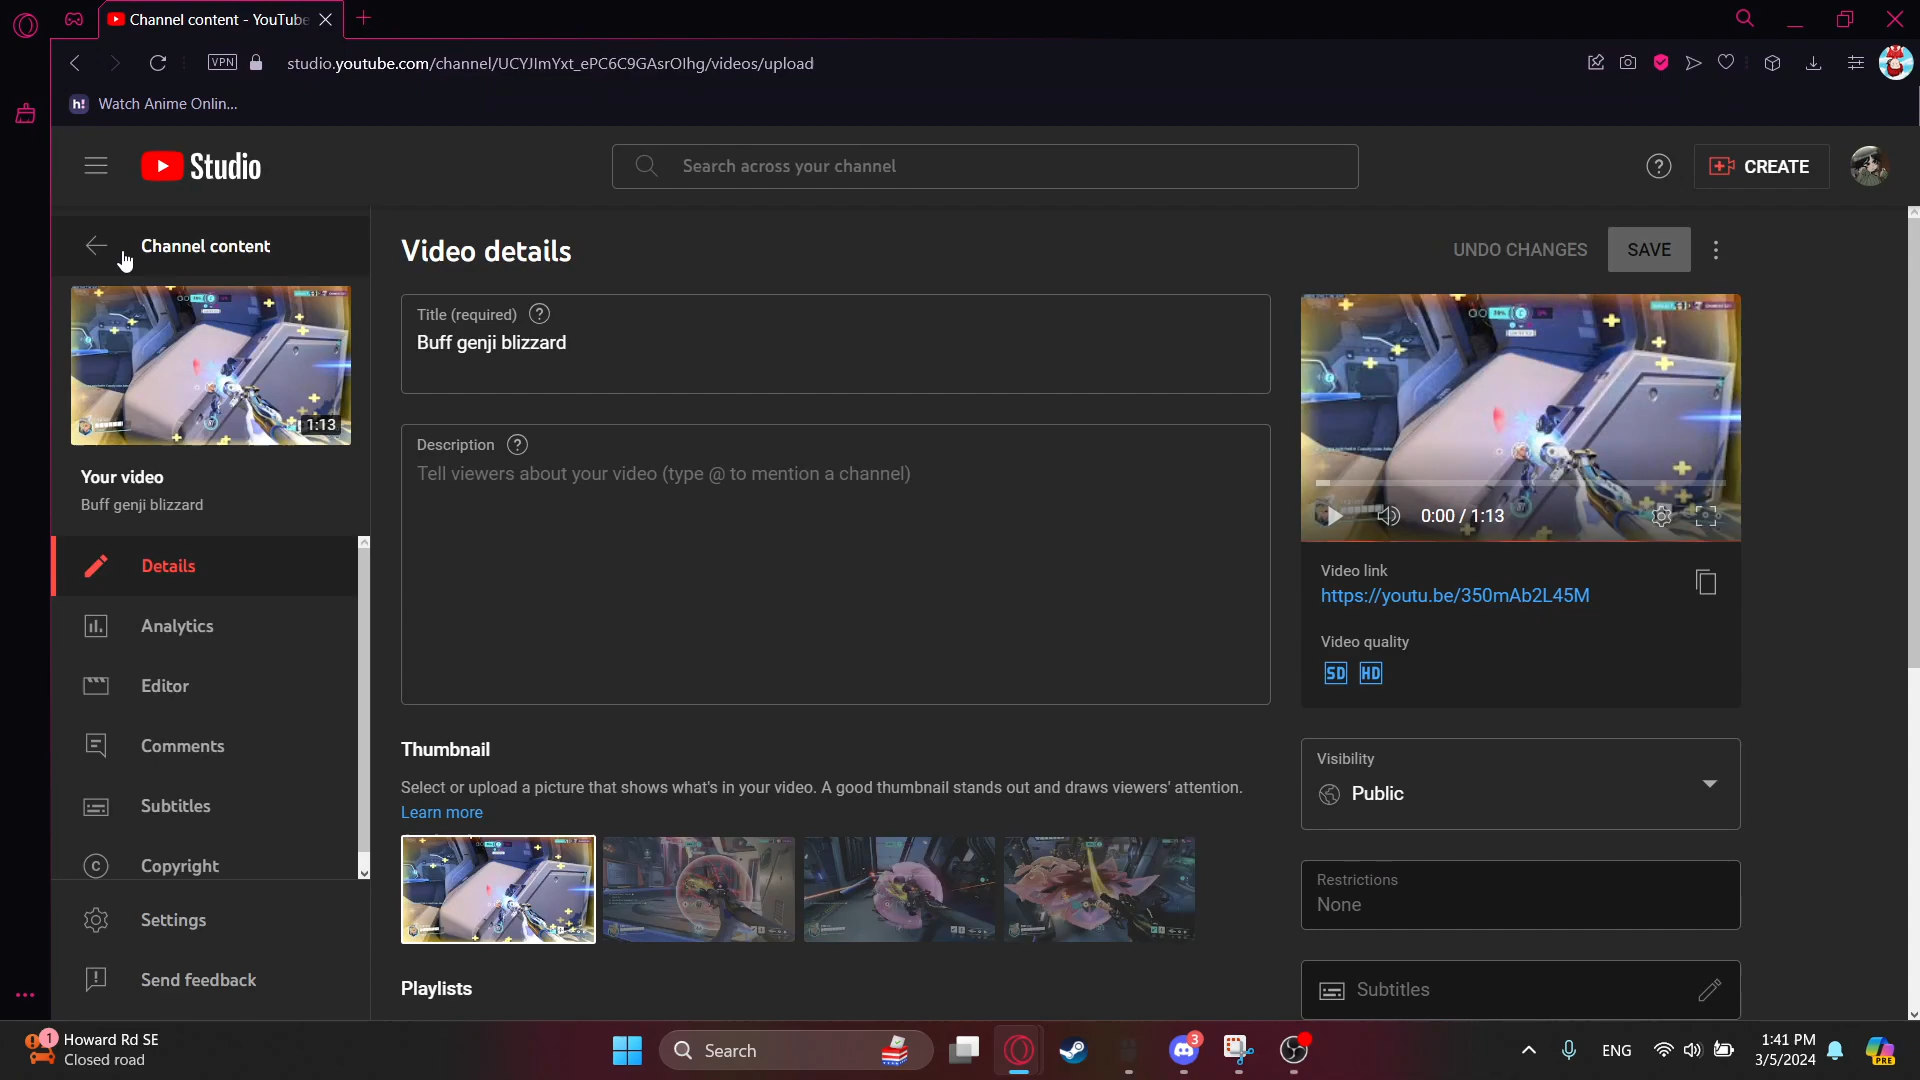 Channel content - YouTube
VPN
studio.youtube.com/channel/UCYJImYxt_ePC6C9GAsrOIhg/videos/upload
h! Watch Anime Onlin...
Studio
Search across your channel
CREATE
Channel content
Video details
UNDO CHANGES
SAVE
Title (required)
Buff genji blizzard
1:13
Description
Tell viewers about your video (type @ to mention a channel)
Your video
Buff genji blizzard
0:00 / 1:13
Details
Video link
https://youtu.be/350mAb2L45M
Analytics
Video quality
SD HD
Editor
Comments
Thumbnail
Select or upload a picture that shows what's in your video. A good thumbnail stands out and draws viewers' attention.
Learn more
Visibility
Public
Subtitles
Copyright
Restrictions
None
Settings
Send feedback
Playlists
Subtitles
1
Howard Rd SE
Closed road
Search
3
ENG
1:41 PM
3/5/2024
PRE